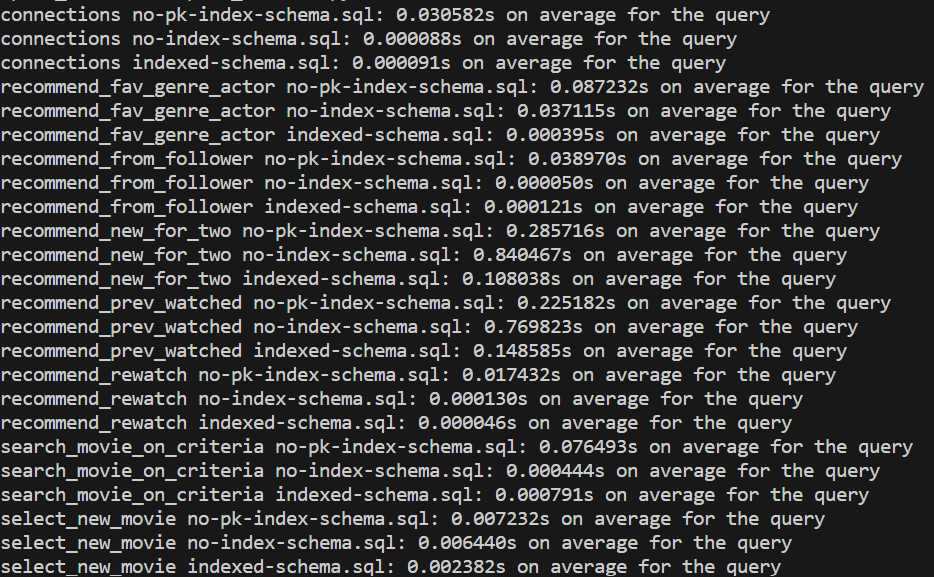 connections no-pk-index-schema.sql: 0.030582s on average for the query
connections no-index-schema.sql: 0.000088s on average for the query
connections indexed-schema.sql: 0.000091s on average for the query
recommend_fav_genre_actor no-pk-index-schema.sql: 0.087232s on average for the query
recommend_fav_genre_actor no-index-schema.sql: 0.037115s on average for the query
recommend_fav_genre_actor indexed-schema.sql: 0.000395s on average for the query
recommend_from_follower no-pk-index-schema.sql: 0.038970s on average for the query
recommend_from_follower no-index-schema.sql: 0.000050s on average for the query
recommend_from_follower indexed-schema.sql: 0.000121s on average for the query
recommend_new_for_two no-pk-index-schema.sql: 0.285716s on average for the query
recommend_new_for_two no-index-schema.sql: 0.840467s on average for the query
recommend_new_for_two indexed-schema.sql: 0.108038s on average for the query
recommend_prev_watched no-pk-index-schema.sql: 0.225182s on average for the query
recommend_prev_watched no-index-schema.sql: 0.769823s on average for the query
recommend_prev_watched indexed-schema.sql: 0.148585s on average for the query
recommend_rewatch no-pk-index-schema.sql: 0.017432s on average for the query
recommend_rewatch no-index-schema.sql: 0.000130s on average for the query
recommend_rewatch indexed-schema.sql: 0.000046s on average for the query
search_movie_on_criteria no-pk-index-schema.sql: 0.076493s on average for the query
search_movie_on_criteria no-index-schema.sql: 0.000444s on average for the query
search_movie_on_criteria indexed-schema.sql: 0.000791s on average for the query
select_new_movie no-pk-index-schema.sql: 0.007232s on average for the query
select_new_movie no-index-schema.sql: 0.006440s on average for the query
select_new_movie indexed-schema.sql: 0.002382s on average for the query